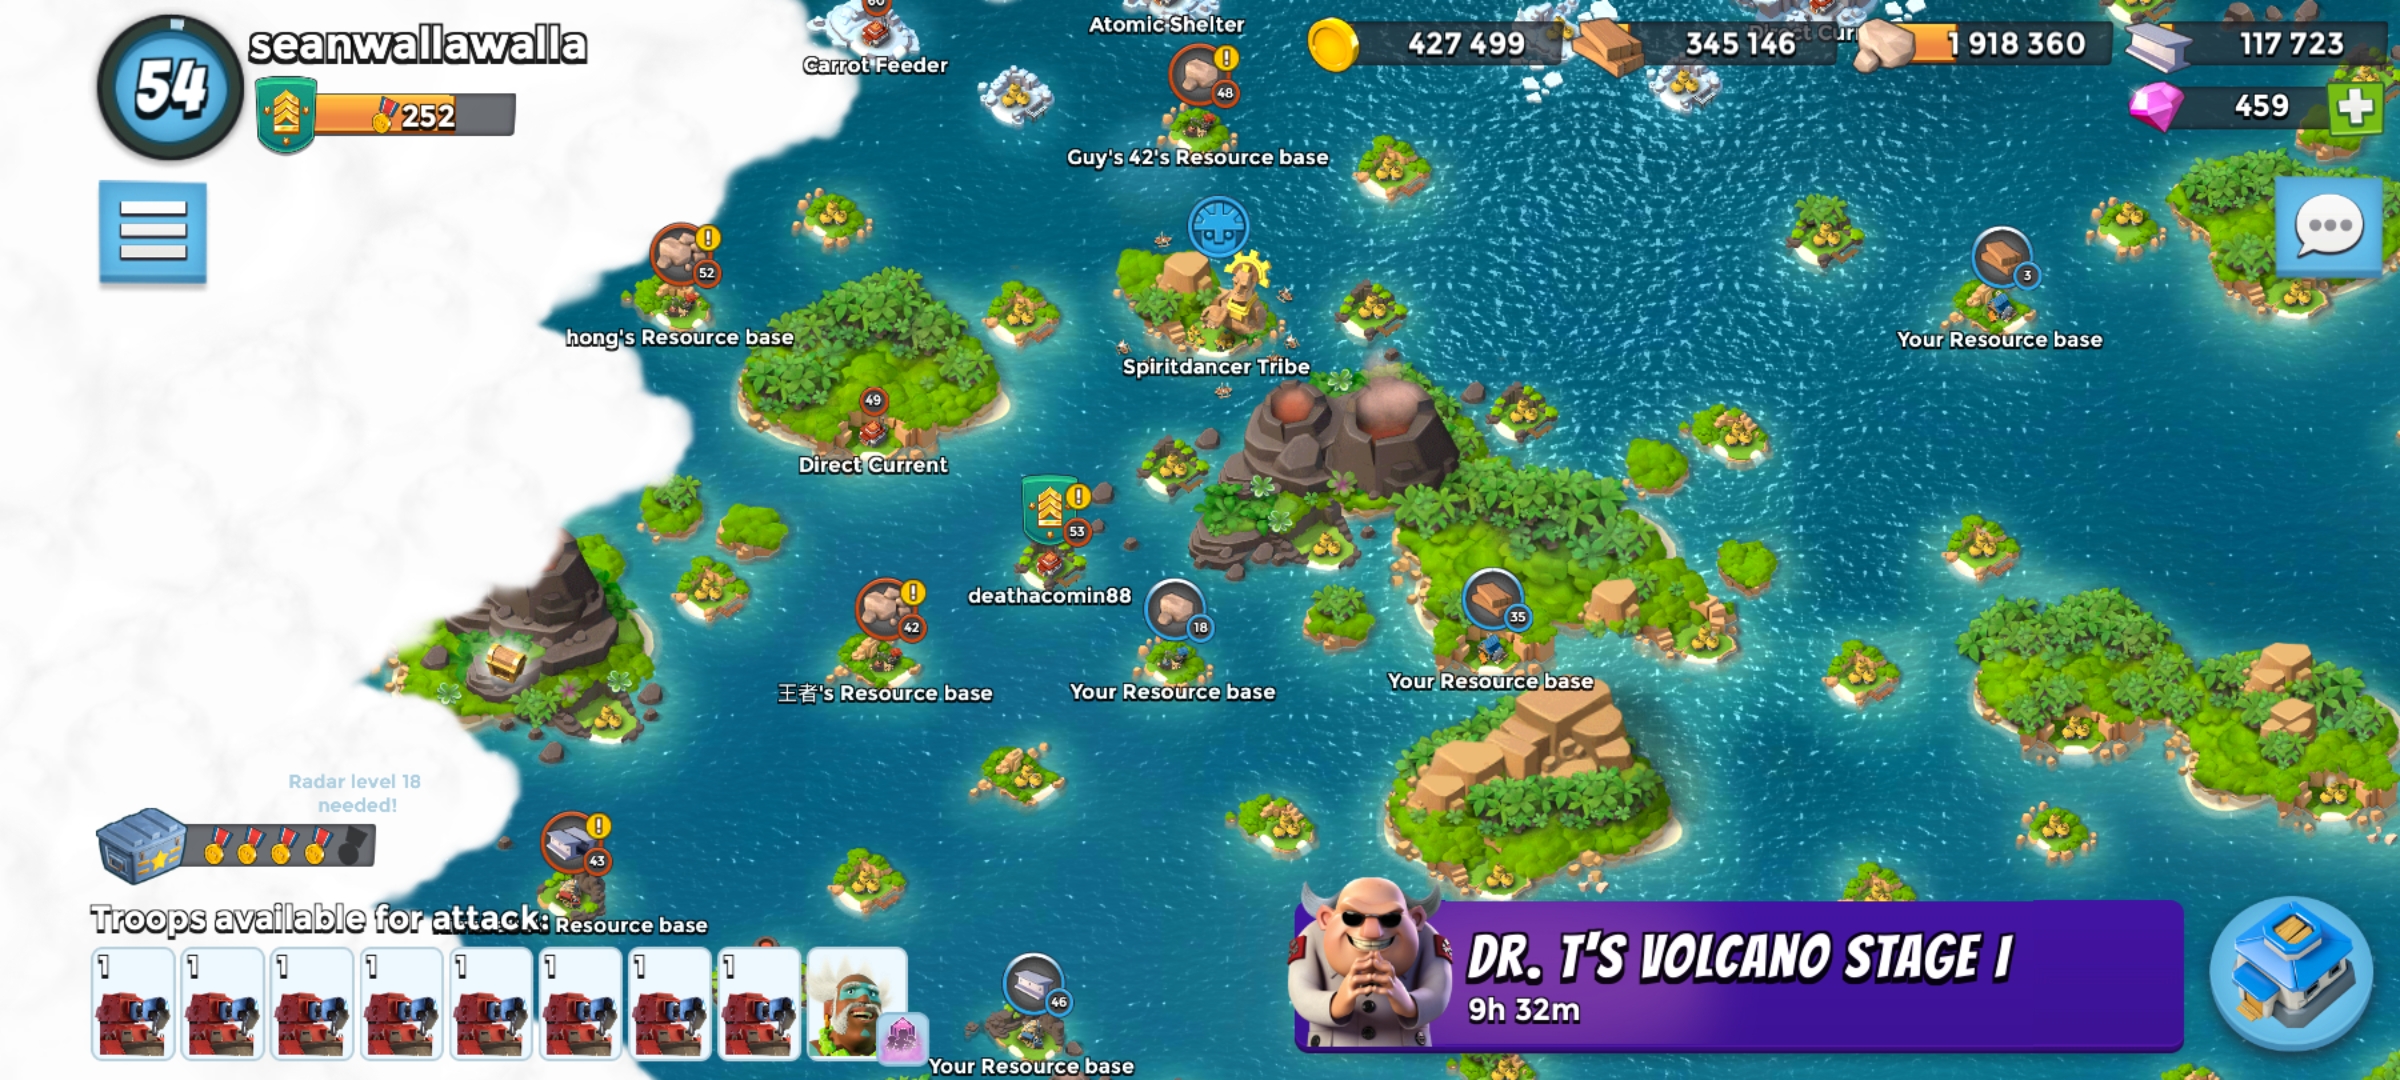 54
seanwallawalla
252
60
Carrot Feeder
Atomic Shelter
48
Guy's 42's Resource base
427 499
345 146
1 918 360
117 723
459
52
hong's Resource base
Spiritdancer Tribe
3
Your Resource base
49
Direct Current
53
deathacomin88
42
王者's Resource base
18
Your Resource base
35
Your Resource base
Radar level 18
needed!
43
Resource base
Troops available for attack:
1
1
1
1
1
1
1
1
46
Your Resource base
DR. T'S VOLCANO STAGE I
9h 32m